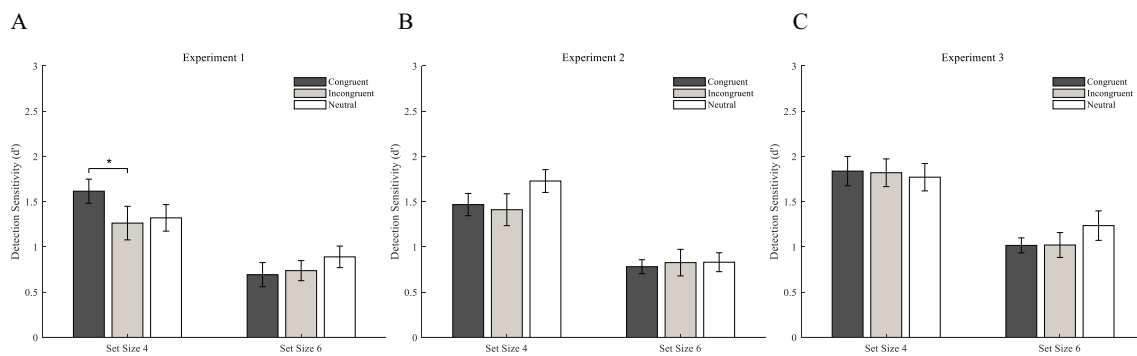 A
Experiment 1
Detection Sensitivity (d')
3
2.5
2
1.5
1
0.5
0
Congruent
Incongruent
Neutral
*
Set Size 4
Set Size 6
B
Experiment 2
Detection Sensitivity (d')
3
2.5
2
1.5
1
0.5
0
Congruent
Incongruent
Neutral
Set Size 4
Set Size 6
C
Experiment 3
Detection Sensitivity (d')
3
2.5
2
1.5
1
0.5
0
Congruent
Incongruent
Neutral
Set Size 4
Set Size 6